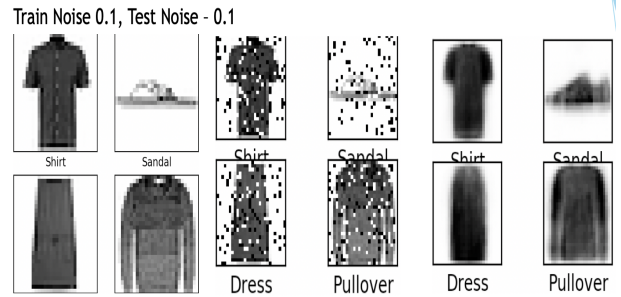 Train Noise 0.1, Test Noise - 0.1
Shirt Sandal Shirt Sandal Shirt Sandal
Dress Pullover Dress Pullover